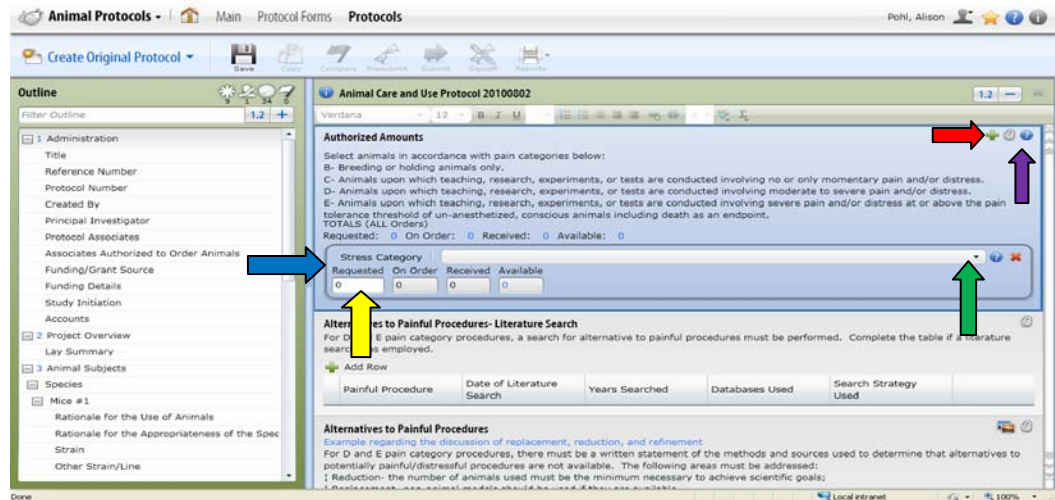 Animal Protocols - Main Protocol Forms Protocols Pohl, Alison
Create Original Protocol Save Copy Compare Presubmit Submit Signoff Reports
Outline 9 1 34 0
Filter Outline 1.2 +
1 Administration
Title
Reference Number
Protocol Number
Created By
Principal Investigator
Protocol Associates
Associates Authorized to Order Animals
Funding/Grant Source
Funding Details
Study Initiation
Accounts
2 Project Overview
Lay Summary
3 Animal Subjects
Species
Mice #1
Rationale for the Use of Animals
Rationale for the Appropriateness of the Spec
Strain
Other Strain/Line
Animal Care and Use Protocol 20100802 1.2
Verdana 12 B I U
Authorized Amounts
Select animals in accordance with pain categories below:
B- Breeding or holding animals only.
C- Animals upon which teaching, research, experiments, or tests are conducted involving no or only momentary pain and/or distress.
D- Animals upon which teaching, research, experiments, or tests are conducted involving moderate to severe pain and/or distress.
E- Animals upon which teaching, research, experiments, or tests are conducted involving severe pain and/or distress at or above the pain
tolerance threshold of un-anesthetized, conscious animals including death as an endpoint.
TOTALS (ALL Orders)
Requested: 0 On Order: 0 Received: 0 Available: 0
Stress Category
Requested On Order Received Available
0 0 0 0
to Painful Procedures- Literature Search
For D E pain category procedures, a search for alternative to painful procedures must be performed. Complete the table if a literature
employed.
Add Row
Painful Procedure Date of Literature Search Years Searched Databases Used Search Strategy Used
Alternatives to Painful Procedures
Example regarding the discussion of replacement, reduction, and refinement
For D and E pain category procedures, there must be a written statement of the methods and sources used to determine that alternatives to
potentially painful/distressful procedures are not available. The following areas must be addressed:
¦ Reduction- the number of animals used must be the minimum necessary to achieve scientific goals;
Done Local intranet 100%